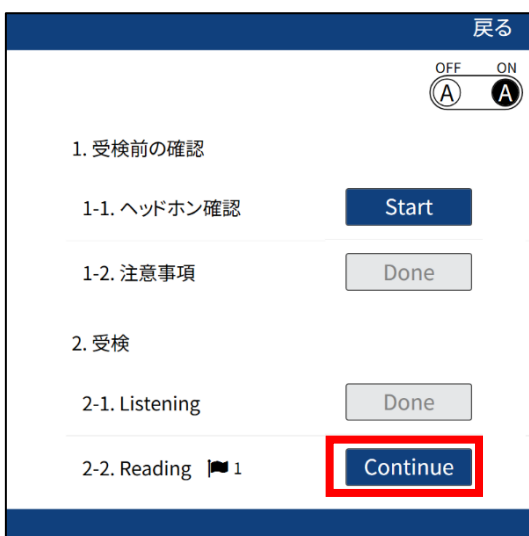 戻る
OFF ON
A A
1. 受検前の確認
1-1. ヘッドホン確認 Start
1-2. 注意事項 Done
2. 受検
2-1. Listening Done
2-2. Reading 1 Continue